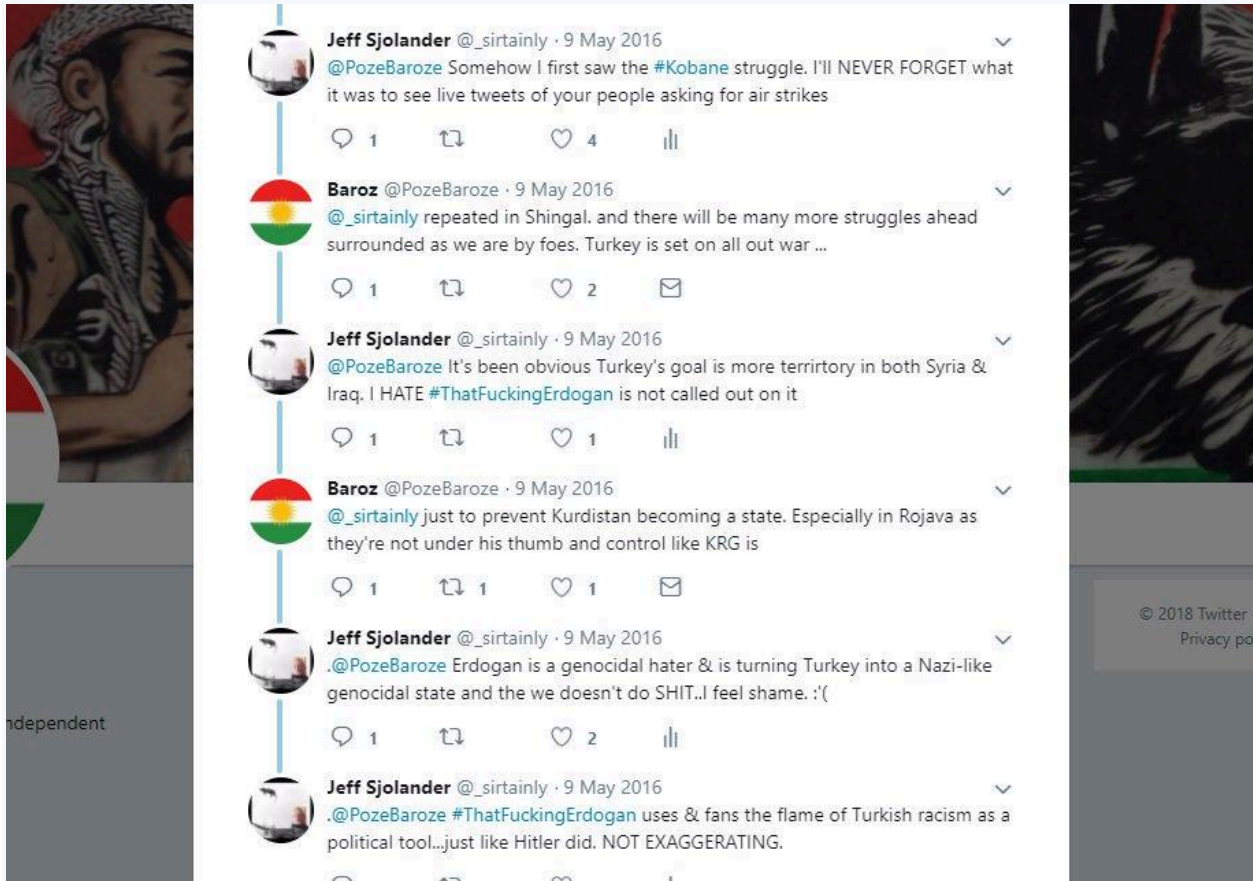 Jeff Sjolander @_sirtainly · 9 May 2016
@PozeBaroze Somehow I first saw the #Kobane struggle. I'll NEVER FORGET what
it was to see live tweets of your people asking for air strikes
1 4
Baroz @PozeBaroze · 9 May 2016
@_sirtainly repeated in Shingal. and there will be many more struggles ahead
surrounded as we are by foes. Turkey is set on all out war ...
1 2
Jeff Sjolander @_sirtainly · 9 May 2016
@PozeBaroze It's been obvious Turkey's goal is more terrirtory in both Syria &
Iraq. I HATE #ThatFuckingErdogan is not called out on it
1 1
Baroz @PozeBaroze · 9 May 2016
@_sirtainly just to prevent Kurdistan becoming a state. Especially in Rojava as
they're not under his thumb and control like KRG is
1 1 1
Jeff Sjolander @_sirtainly · 9 May 2016
.@PozeBaroze Erdogan is a genocidal hater & is turning Turkey into a Nazi-like
genocidal state and the we doesn't do SHIT..I feel shame. :'(
1 2
Jeff Sjolander @_sirtainly · 9 May 2016
.@PozeBaroze #ThatFuckingErdogan uses & fans the flame of Turkish racism as a
political tool...just like Hitler did. NOT EXAGGERATING.
© 2018 Twitter
Privacy po
ndependent